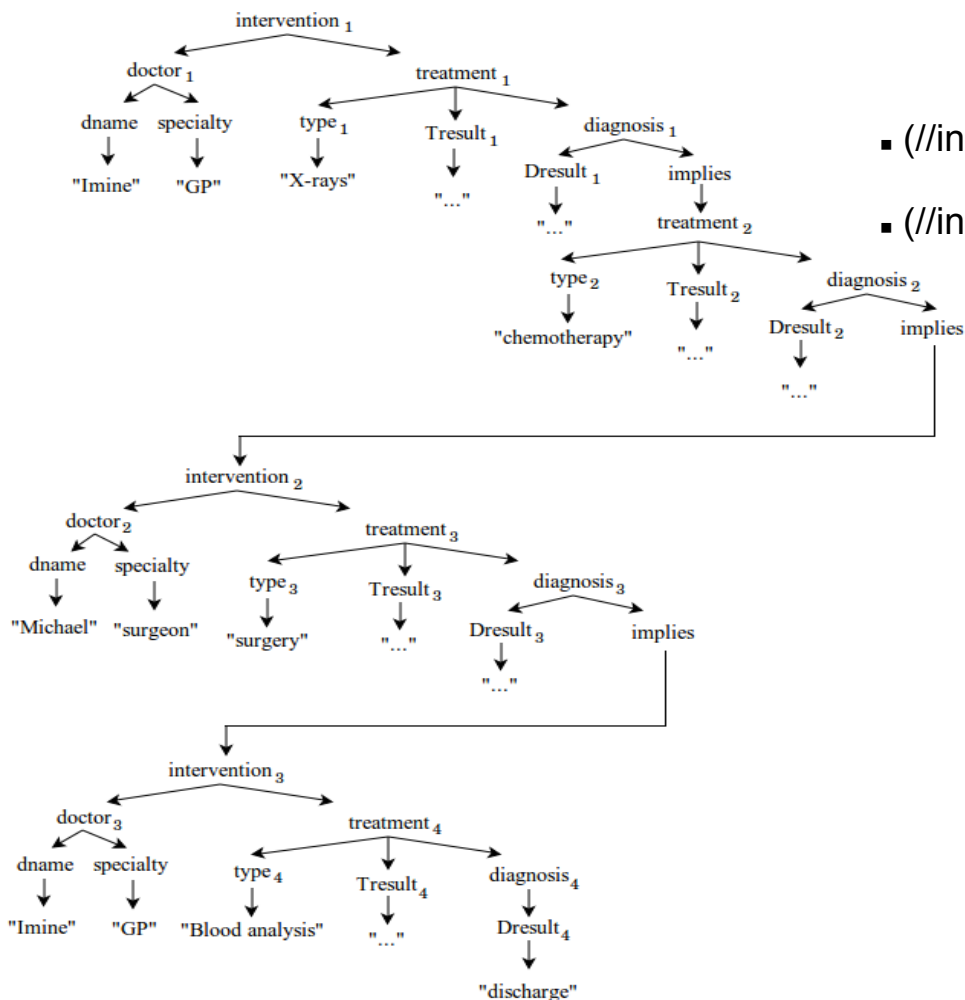 intervention 1
doctor 1 treatment 1
dname specialty type 1 Tresult 1 diagnosis 1
"Imine" "GP" "X-rays" "..." Dresult 1 implies
▪ (//in
"..." treatment 2
▪ (//in
type 2 Tresult 2 diagnosis 2
"chemotherapy" "..." Dresult 2 implies
"..."
intervention 2
doctor 2 treatment 3
dname specialty type 3 Tresult 3 diagnosis 3
"Michael" "surgeon" "surgery" "..." Dresult 3 implies
"..."
intervention 3
doctor 3 treatment 4
dname specialty type 4 Tresult 4 diagnosis 4
"Imine" "GP" "Blood analysis" "..." Dresult 4
"discharge"